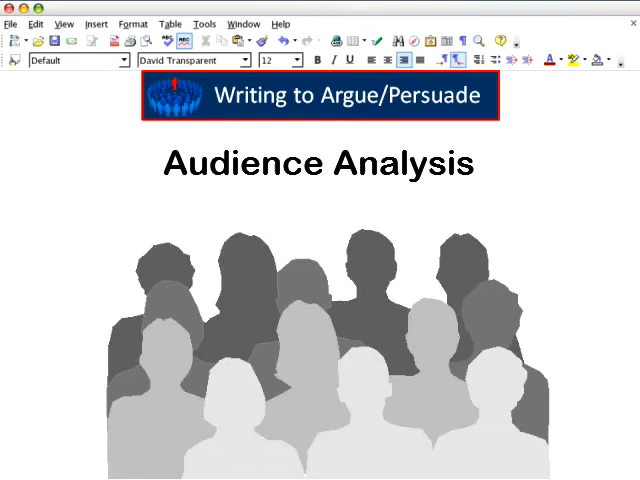 File Edit View Insert Format Table Tools Window Help
Default David Transparent 12 B I U A
Writing to Argue/Persuade
Audience Analysis